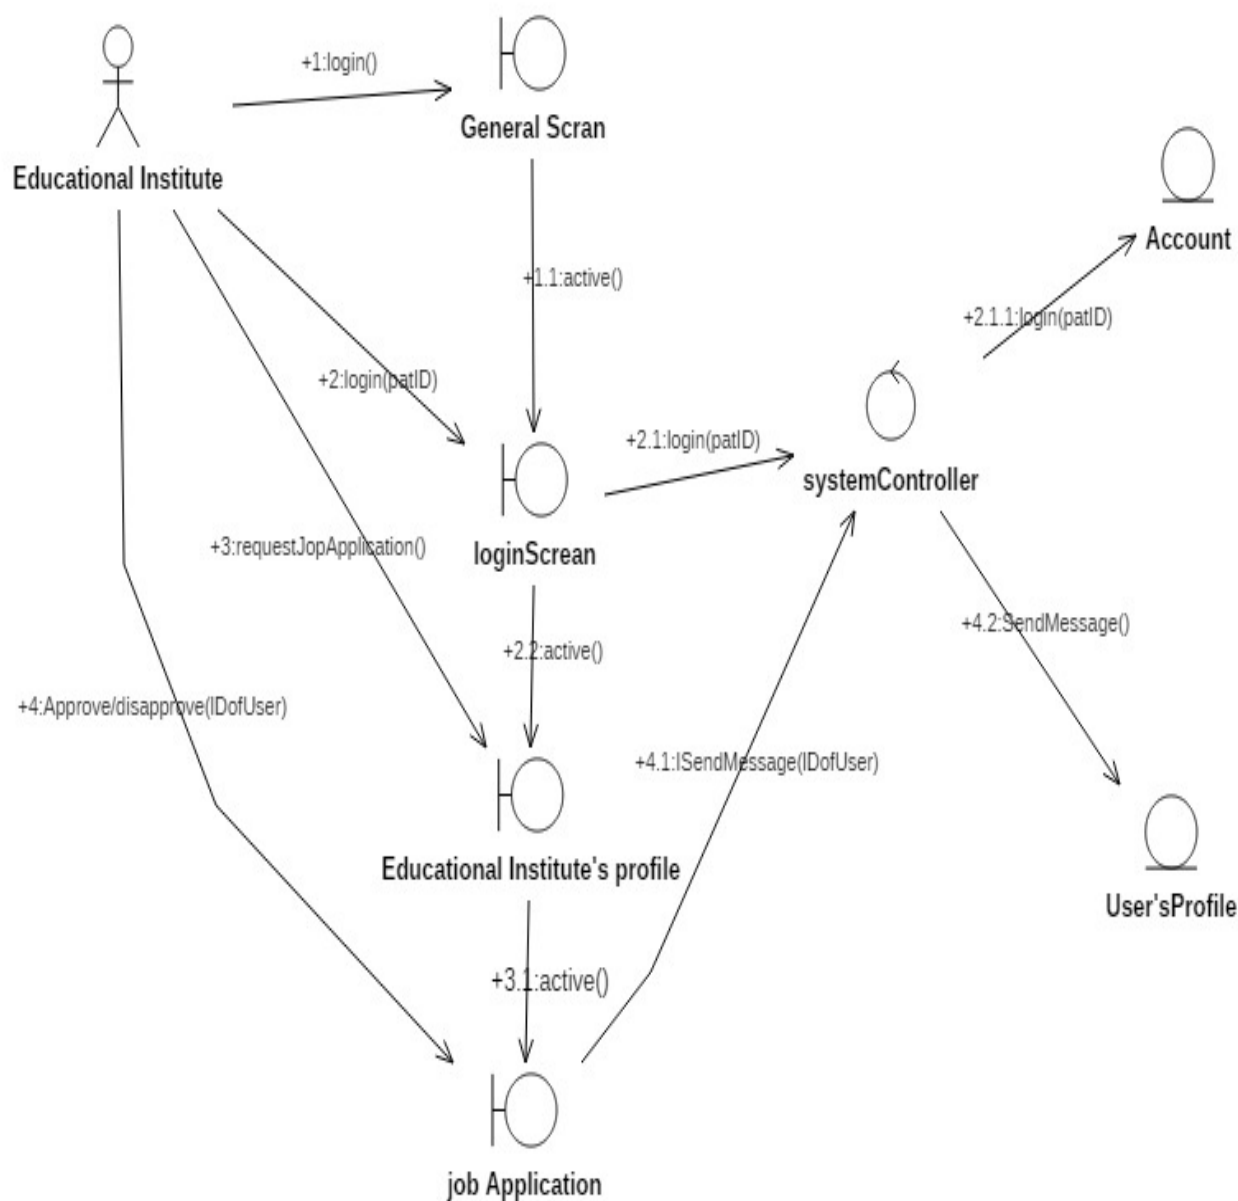 +1:login()
General Scran
Educational Institute
Account
+1.1:active()
+2.1.1:login(patID)
+2:login(patID)
+2.1:login(patID)
systemController
+3:requestJopApplication()
loginScrean
+4.2:SendMessage()
+2.2:active()
+4:Approve/disapprove(IDofUser)
+4.1:ISendMessage(IDofUser)
Educational Institute's profile
User'sProfile
+3.1:active()
job Application